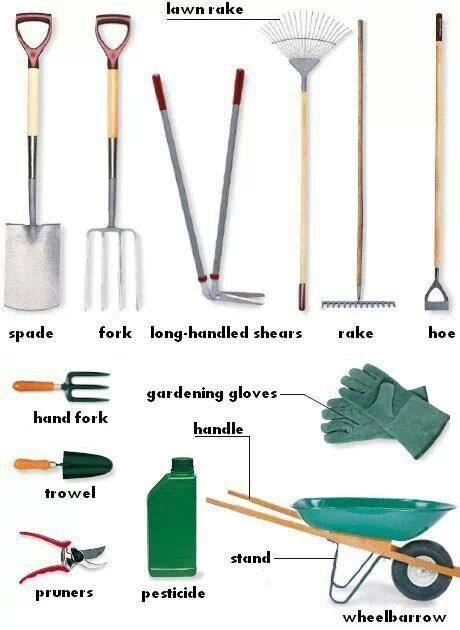 lawn rake
spade
fork
long-handled shears
rake
hoe
hand fork
gardening gloves
handle
trowel
stand
pruners
pesticide
wheelbarrow